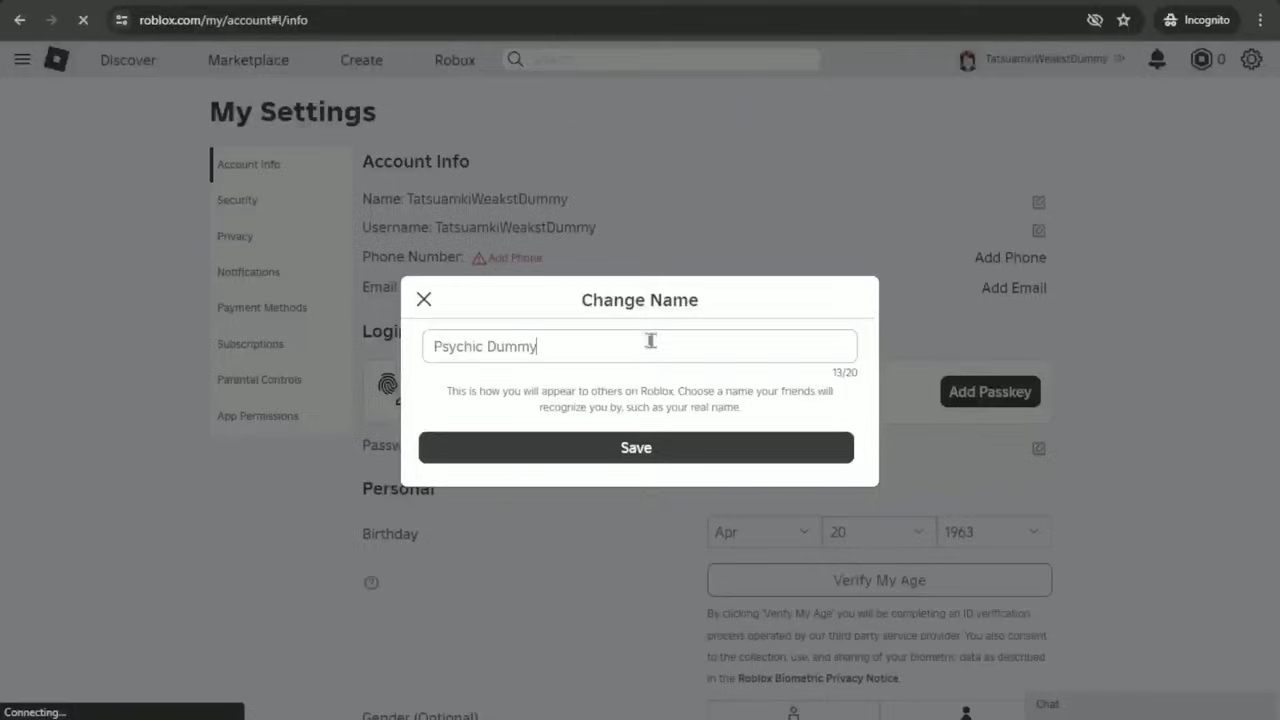 roblox.com/my/account#!/info
Incognito
Discover
Marketplace
Create
Robux
TatsuamkiWeakstDummy
0
My Settings
Account Info
Security
Privacy
Notifications
Payment Methods
Subscriptions
Parental Controls
App Permissions
Account Info
Name: TatsuamkiWeakstDummy
Username: TatsuamkiWeakstDummy
Phone Number: Add Phone
Add Phone
Email
Add Email
Change Name
Psychic Dummy
13/20
This is how you will appear to others on Roblox. Choose a name your friends will
recognize you by, such as your real name.
Save
Add Passkey
Personal
Birthday
Apr
20
1963
Verify My Age
By clicking 'Verify My Age' you will be completing an ID verification
process operated by our third party service provider. You also consent
to the collection, use, and sharing of your biometric data as described
in the Roblox Biometric Privacy Notice.
Gender (Optional)
Chat
Connecting...